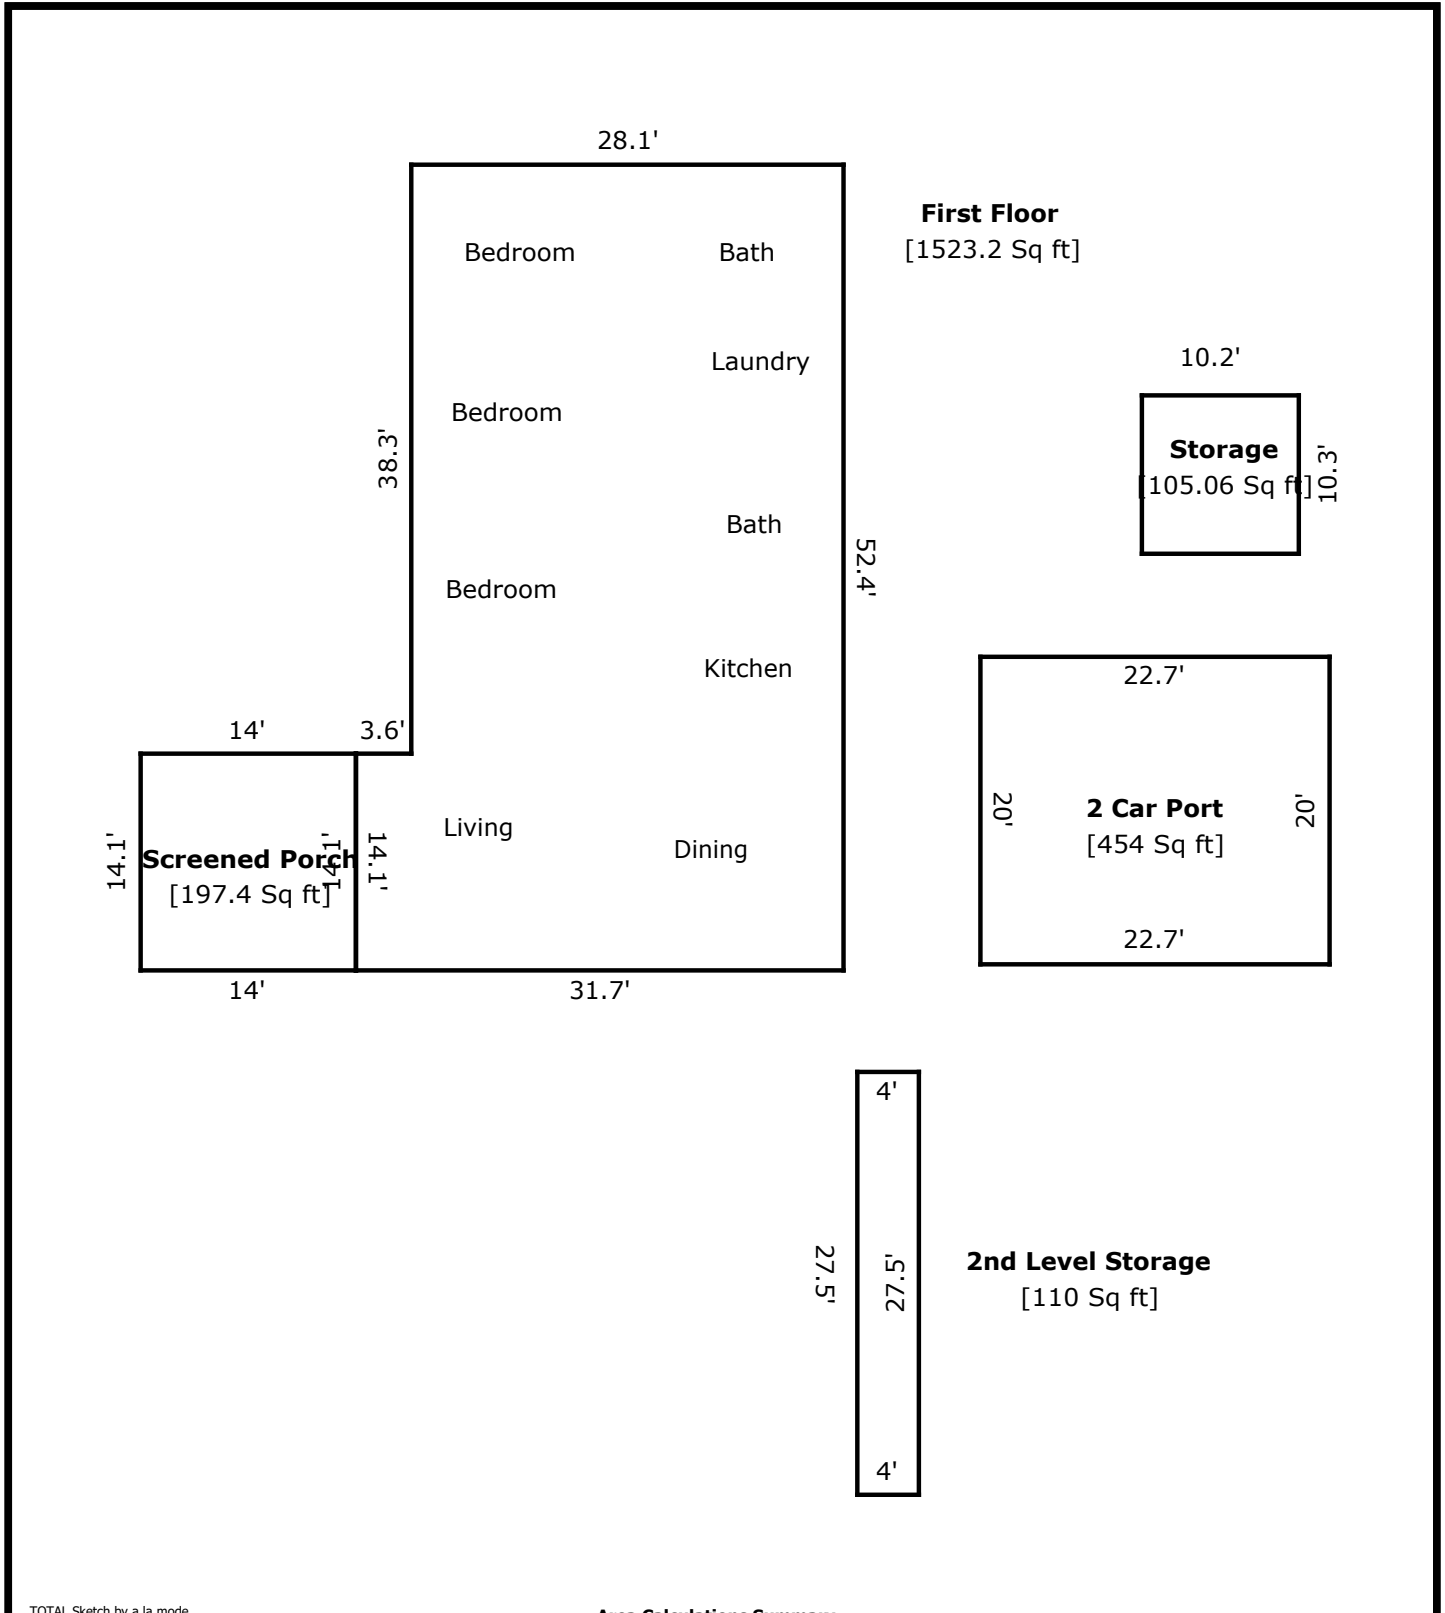 28.1'
First Floor
[1523.2 Sq ft]
Bedroom
Bath
Laundry
10.2'
Bedroom
38.3'
Storage
[105.06 Sq ft]
10.3'
Bath
52.4'
Bedroom
Kitchen
22.7'
14'
3.6'
20'
2 Car Port
[454 Sq ft]
20'
Living
Dining
14.1'
Screened Porch
[197.4 Sq ft]
14.1'
14.1'
22.7'
14'
31.7'
4'
27.5'
27.5'
2nd Level Storage
[110 Sq ft]
4'
TOTAL Sketch by a la mode
Area Calculations Summary